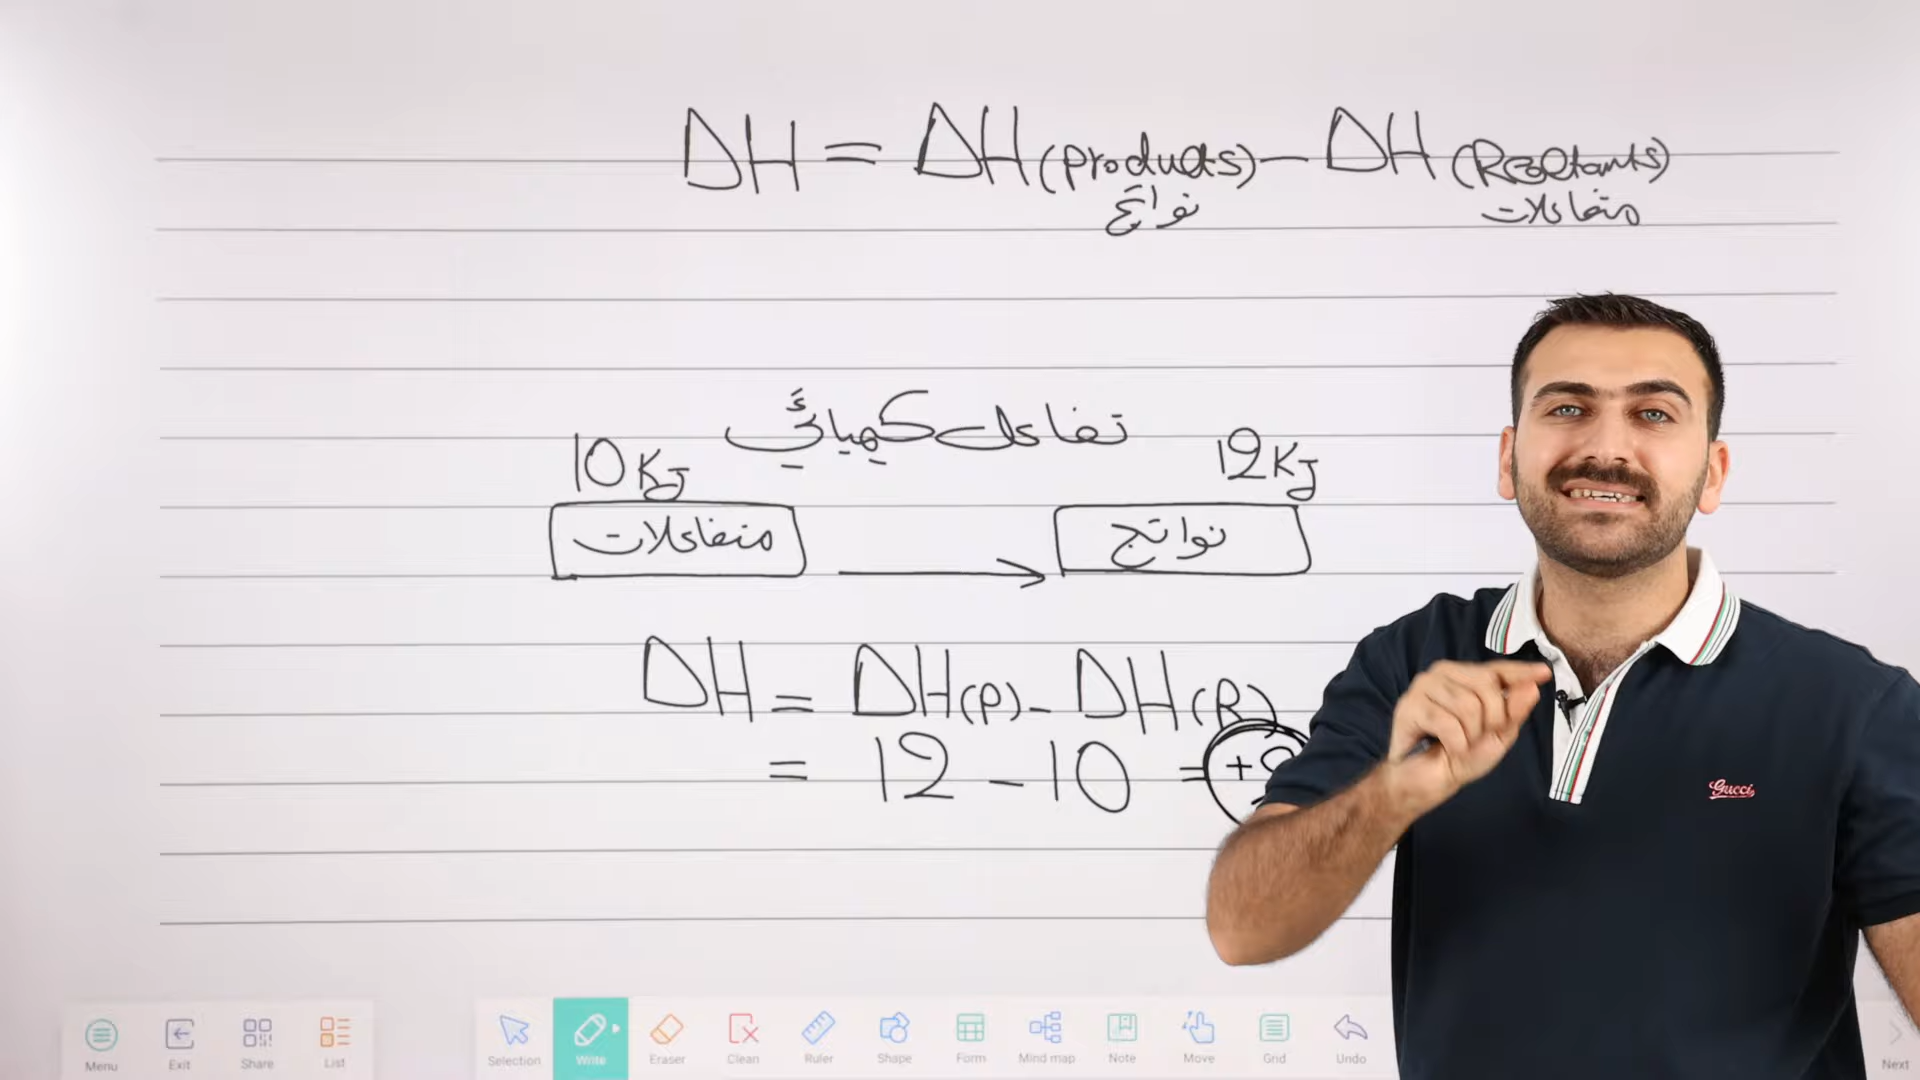 ΔH = ΔH (products) - ΔH (Reactants)
نواتج متفاعلات
تفاعل كيميائي
10 KJ 12 KJ
متفاعلات → نواتج
ΔH = ΔH (P) - ΔH (R)
= 12 - 10 = +2
Gucci
Menu Exit Share List Selection Write Eraser Clean Ruler Shape Form Mind map Note Move Grid Undo Next